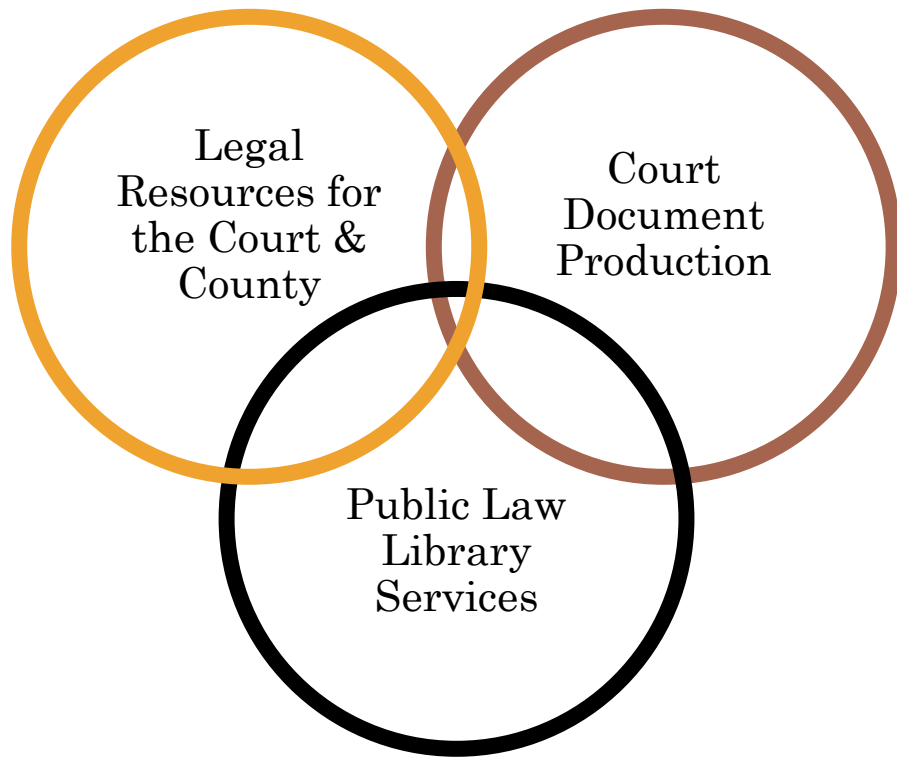 Legal
Resources for
the Court &
County
Court
Document
Production
Public Law
Library
Services